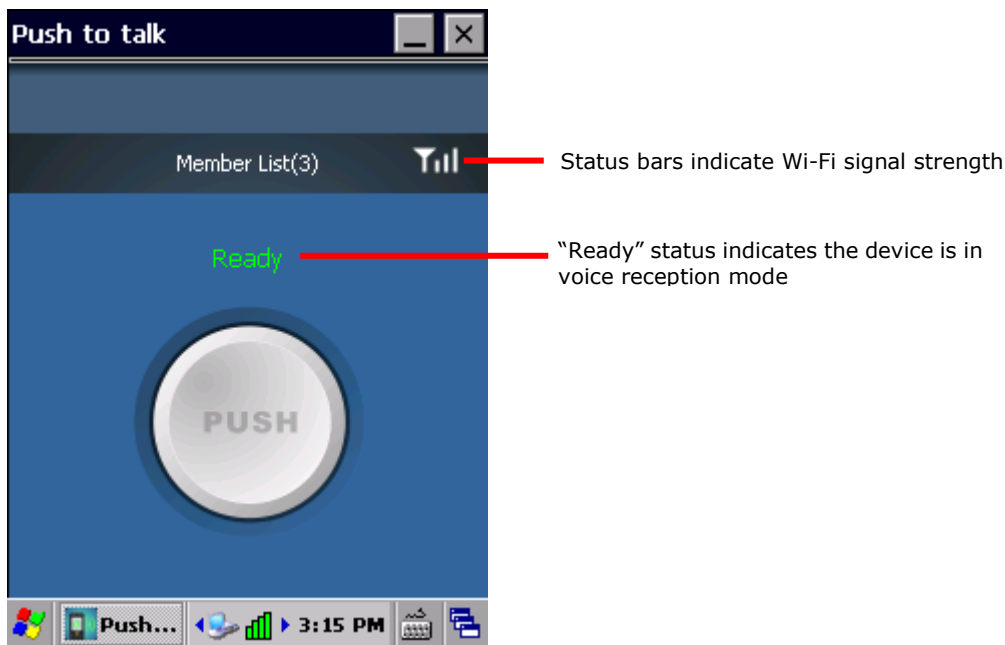 Push to talk
Member List(3)
Status bars indicate Wi-Fi signal strength
Ready
“Ready” status indicates the device is in
voice reception mode
PUSH
Push...
3:15 PM